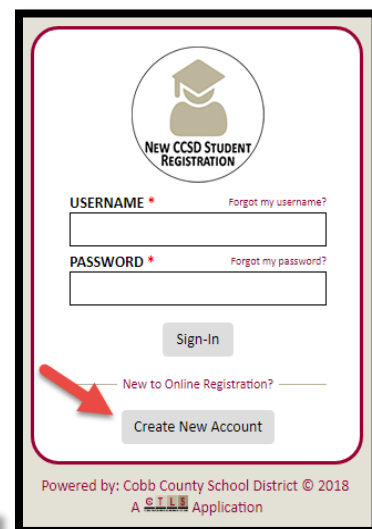 NEW CCSD STUDENT
REGISTRATION
USERNAME * Forgot my username?
PASSWORD * Forgot my password?
Sign-In
New to Online Registration?
Create New Account
Powered by: Cobb County School District © 2018
A CTLS Application